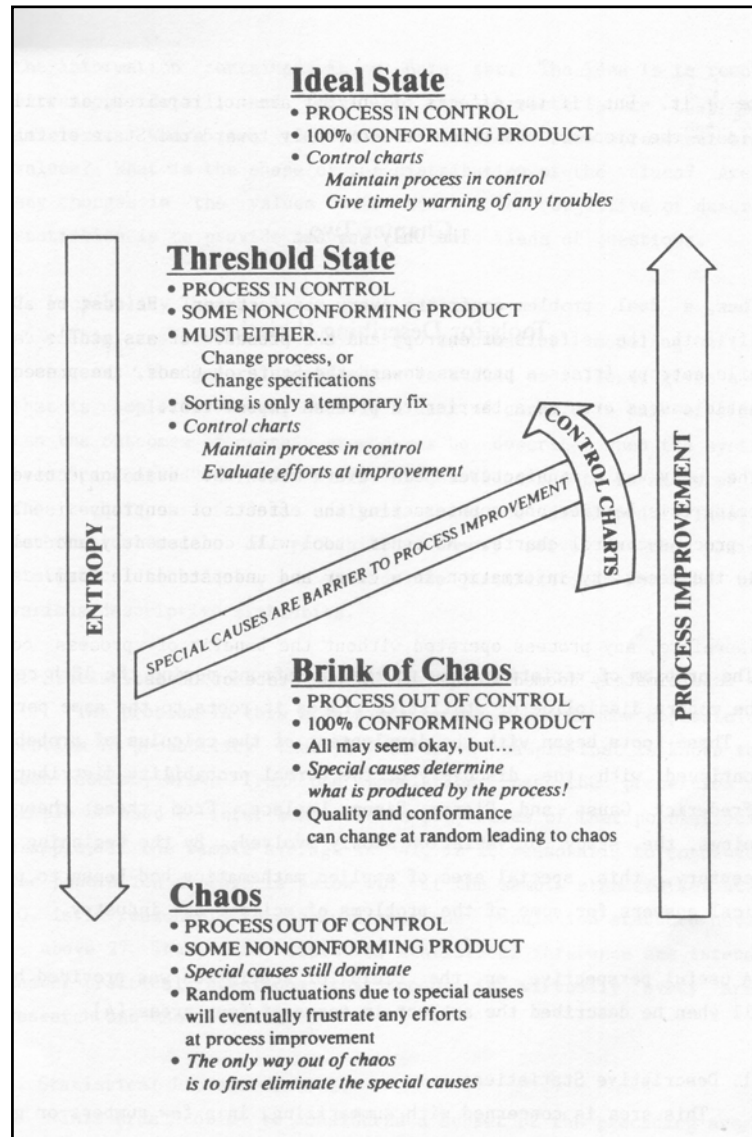 Ideal State
• PROCESS IN CONTROL
• 100% CONFORMING PRODUCT
• Control charts
Maintain process in control
Give timely warning of any troubles
Threshold State
• PROCESS IN CONTROL
• SOME NONCONFORMING PRODUCT
• MUST EITHER:
Change process, or
Change specifications
• Sorting is only a temporary fix
• Control charts
Maintain process in control
Evaluate efforts at improvement
ENTROPY
SPECIAL CAUSES ARE BARRIER TO PROCESS IMPROVEMENT
CONTROL CHARTS
PROCESS IMPROVEMENT
Brink of Chaos
• PROCESS OUT OF CONTROL
• 100% CONFORMING PRODUCT
• All may seem okay, but. . .
• Special causes determine
what is produced by the process!
• Quality and conformance
can change at random leading to chaos
Chaos
• PROCESS OUT OF CONTROL
• SOME NONCONFORMING PRODUCT
• Special causes still dominate
• Random fluctuations due to special causes
will eventually frustrate any efforts
at process improvement
• The only way out of chaos
is to first eliminate the special causes